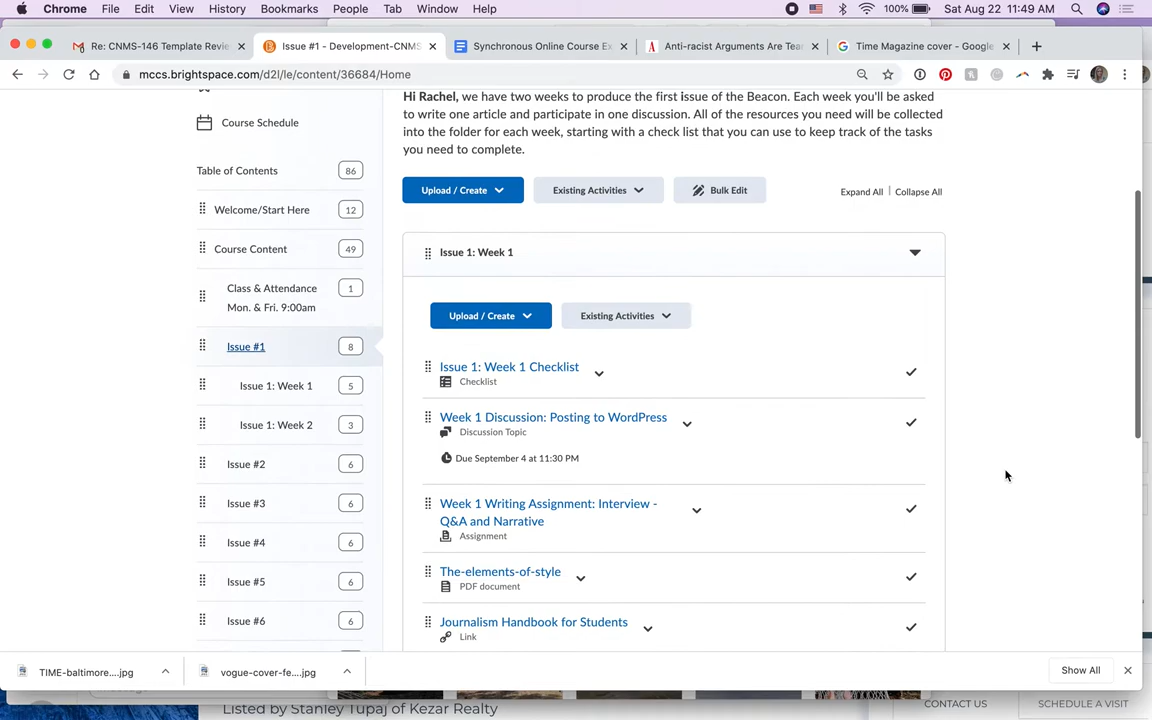 Chrome File Edit View History Bookmarks People Tab Window Help 100% Sat Aug 22 11:49 AM
Re: CNMS-146 Template Revie
Issue #1 - Development-CNMS
Synchronous Online Course Ex
Anti-racist Arguments Are Tea
Time Magazine cover - Google
mccs.brightspace.com/d2l/le/content/36684/Home
Course Schedule
Table of Contents 86
Welcome/Start Here 12
Course Content 49
Class & Attendance 1
Mon. & Fri. 9:00am
Issue #1 8
Issue 1: Week 1 5
Issue 1: Week 2 3
Issue #2 6
Issue #3 6
Issue #4 6
Issue #5 6
Issue #6 6
Hi Rachel, we have two weeks to produce the first issue of the Beacon. Each week you'll be asked
to write one article and participate in one discussion. All of the resources you need will be collected
into the folder for each week, starting with a check list that you can use to keep track of the tasks
you need to complete.
Upload / Create Existing Activities Bulk Edit Expand All | Collapse All
Issue 1: Week 1
Upload / Create Existing Activities
Issue 1: Week 1 Checklist
Checklist
Week 1 Discussion: Posting to WordPress
Discussion Topic
Due September 4 at 11:30 PM
Week 1 Writing Assignment: Interview -
Q&A and Narrative
Assignment
The-elements-of-style
PDF document
Journalism Handbook for Students
Link
TIME-baltimore....jpg
vogue-cover-fe....jpg
Show All
Listed by Stanley Tupaj of Kezar Realty
CONTACT US
SCHEDULE A VISIT